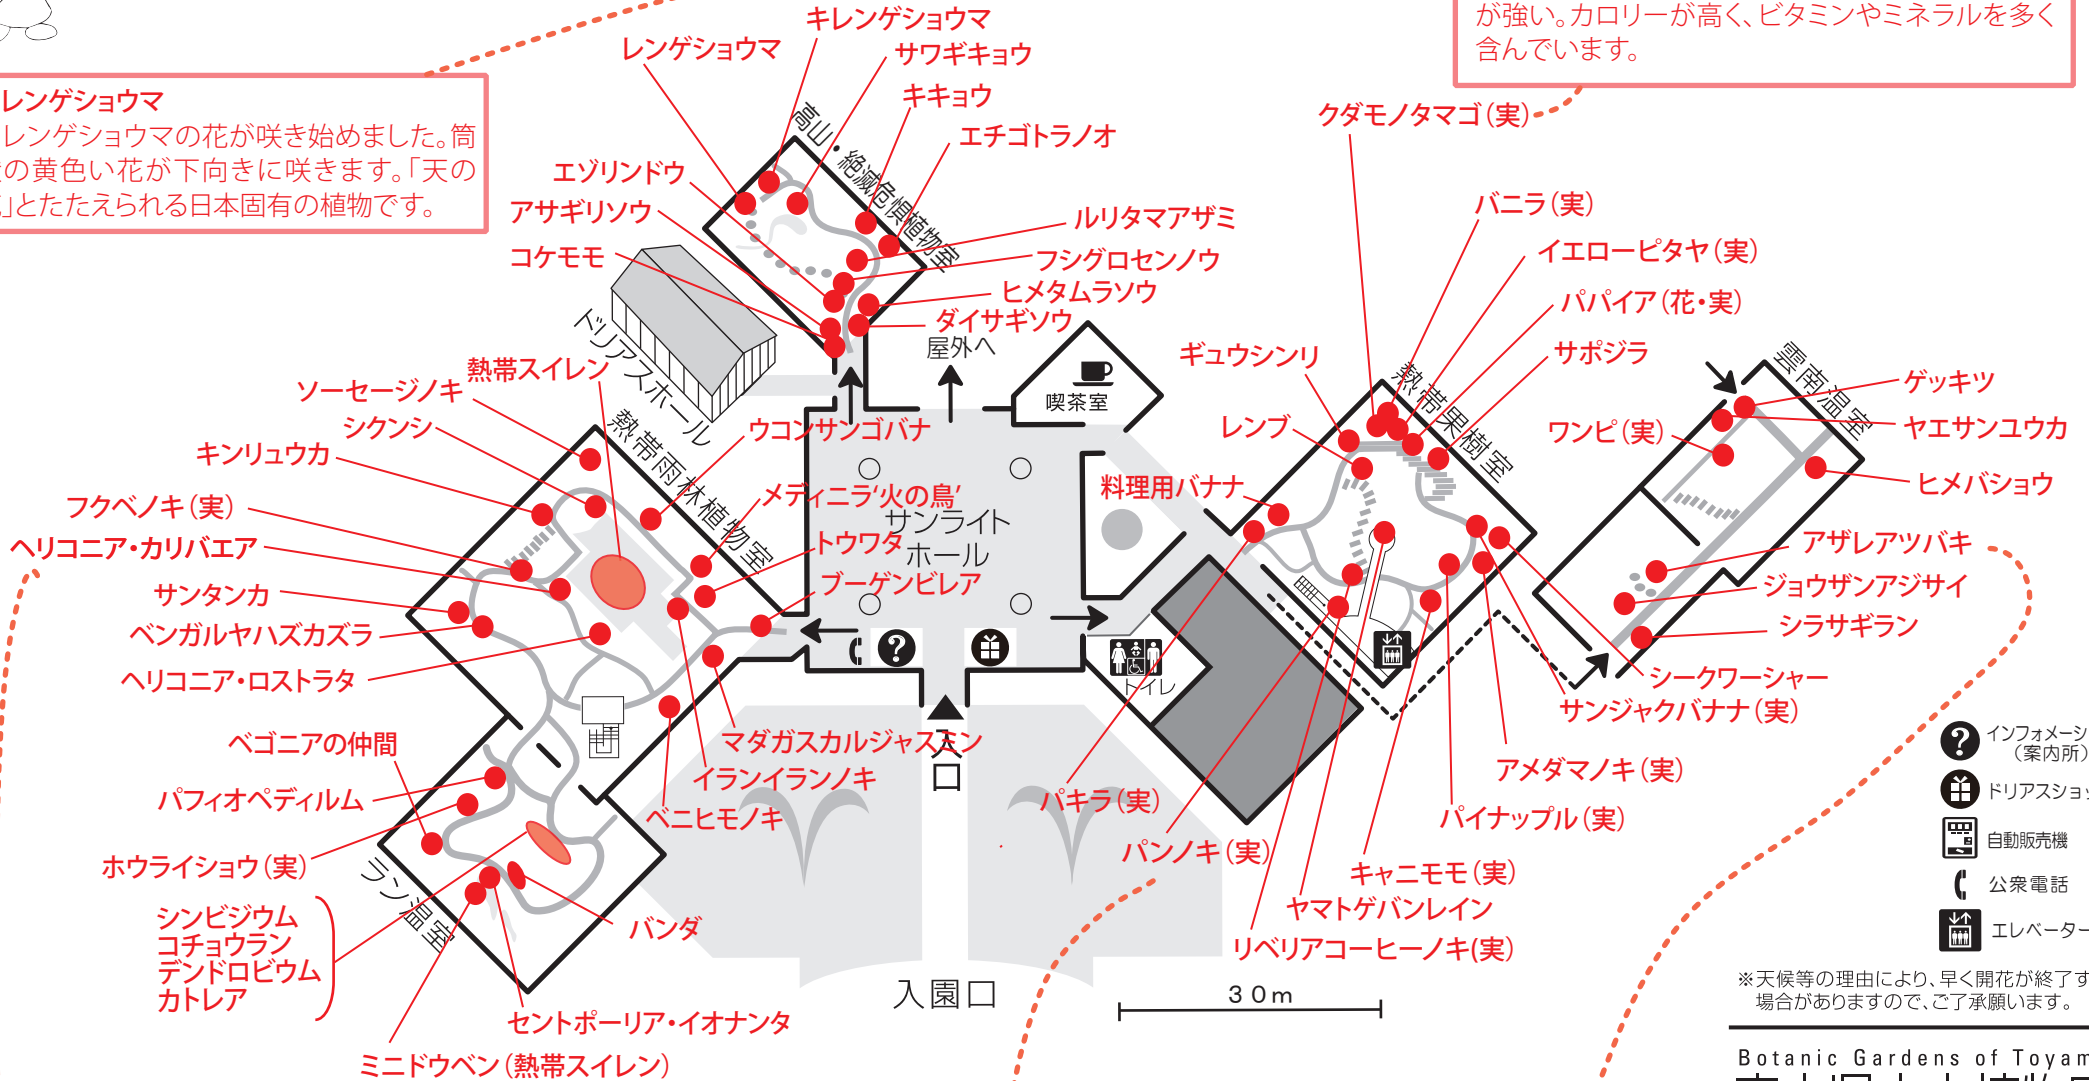 が強い。カロリーが高く、ビタミンやミネラルを多く
含んでいます。
レンゲショウマ
レンゲショウマの花が咲き始めました。筒
の黄色い花が下向きに咲きます。「天の
」とたたえられる日本固有の植物です。
キレンゲショウマ
レンゲショウマ
サワギキョウ
キキョウ
エチゴトラノオ
エゾリンドウ
アサギリソウ
コケモモ
高山・絶滅危惧植物室
ルリタマアザミ
フシグロセンノウ
ヒメタムラソウ
ダイサギソウ
屋外へ
ドリアスホール
喫茶室
クダモノタマゴ(実)
バニラ(実)
イエローピタヤ(実)
パパイア(花・実)
サポジラ
ギュウシンリ
レンブ
料理用バナナ
熱帯果樹室
雲南温室
ゲッキツ
ヤエサンユウカ
ワンピ(実)
ヒメバショウ
アザレアツバキ
ジョウザンアジサイ
シラサギラン
シークワーシャー
サンジャクバナナ(実)
アメダマノキ(実)
パイナップル(実)
キャニモモ(実)
ヤマトゲバンレイン
リベリアコーヒーノキ(実)
パンノキ(実)
パキラ(実)
トイレ
熱帯スイレン
ソーセージノキ
シクンシ
キンリュウカ
フクベノキ(実)
ヘリコニア・カリバエア
サンタンカ
ベンガルヤハズカズラ
ヘリコニア・ロストラタ
熱帯雨林植物室
ウコンサンゴバナ
メディニラ‘火の鳥’
トウワタ
ブーゲンビレア
サンライト
ホール
マダガスカルジャスミン
イランイランノキ
ベニヒモノキ
入口
ベゴニアの仲間
パフィオペディルム
ホウライショウ(実)
ラン温室
シンビジウム
コチョウラン
デンドロビウム
カトレア
バンダ
セントポーリア・イオナンタ
ミニドウベン(熱帯スイレン)
入園口
30m
インフォメーシ
(案内所)
ドリアスショ
自動販売機
公衆電話
エレベーター
※天候等の理由により、早く開花が終了す
場合がありますので、ご了承願います。
Botanic Gardens of Toyam